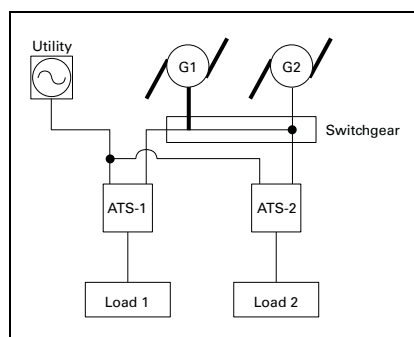 Utility
G1
G2
Switchgear
ATS-1
ATS-2
Load 1
Load 2